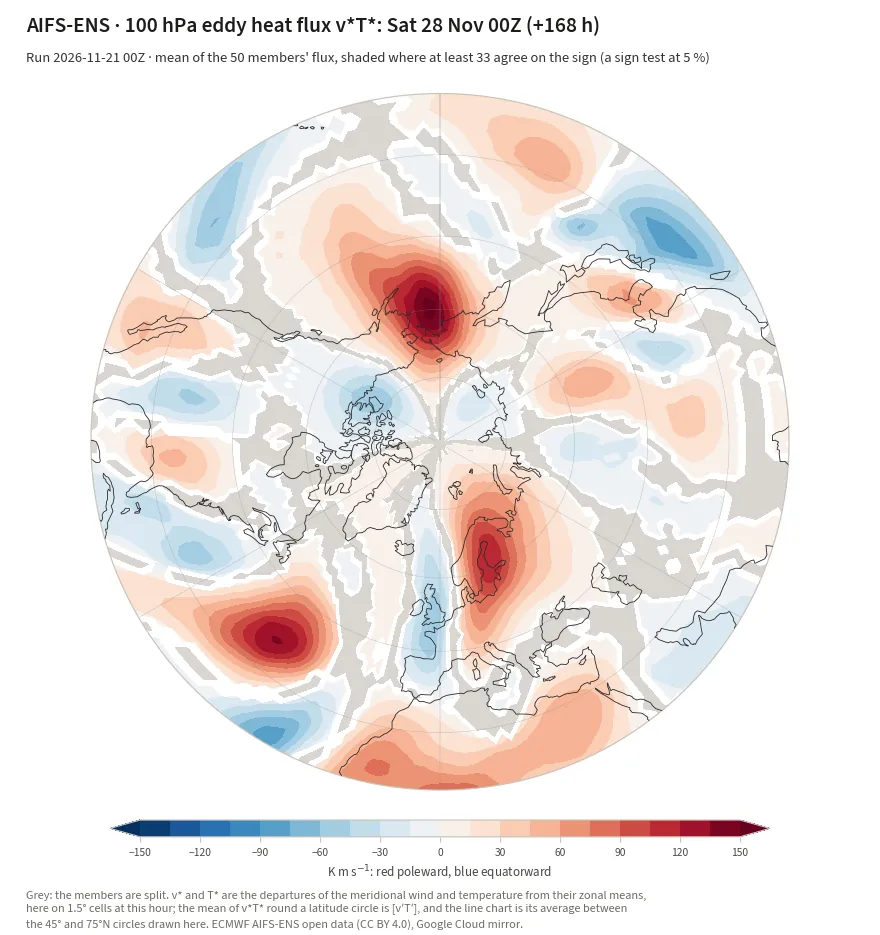 AIFS-ENS · 100 hPa eddy heat flux v*T*: Sat 28 Nov 00Z (+168 h)
Run 2026-11-21 00Z · mean of the 50 members' flux, shaded where at least 33 agree on the sign (a sign test at 5 %)
−150 −120 −90 −60 −30 0 30 60 90 120 150
K m s⁻¹: red poleward, blue equatorward
Grey: the members are split. v* and T* are the departures of the meridional wind and temperature from their zonal means,
here on 1.5° cells at this hour; the mean of v*T* round a latitude circle is [v'T'], and the line chart is its average between
the 45° and 75°N circles drawn here. ECMWF AIFS-ENS open data (CC BY 4.0), Google Cloud mirror.